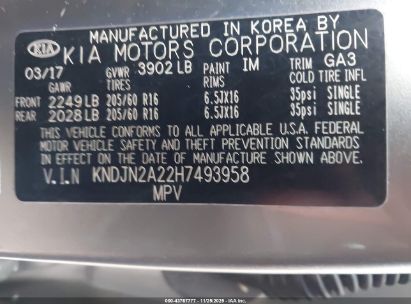 MANUFACTURED IN KOREA BY
KIA KIA MOTORS CORPORATION
03/17 GVWR 3902 LB PAINT IM TRIM GA3
GAWR TIRES RIMS COLD TIRE INFL
FRONT 2249 LB 205/60 R16 6.5JX16 35psi SINGLE
REAR 2028 LB 205/60 R16 6.5JX16 35psi SINGLE
THIS VEHICLE CONFORMS TO ALL APPLICABLE U.S.A. FEDERAL
MOTOR VEHICLE SAFETY AND THEFT PREVENTION STANDARDS
IN EFFECT ON THE DATE OF MANUFACTURE SHOWN ABOVE.
V.I.N KNDJN2A22H7493958
MPV